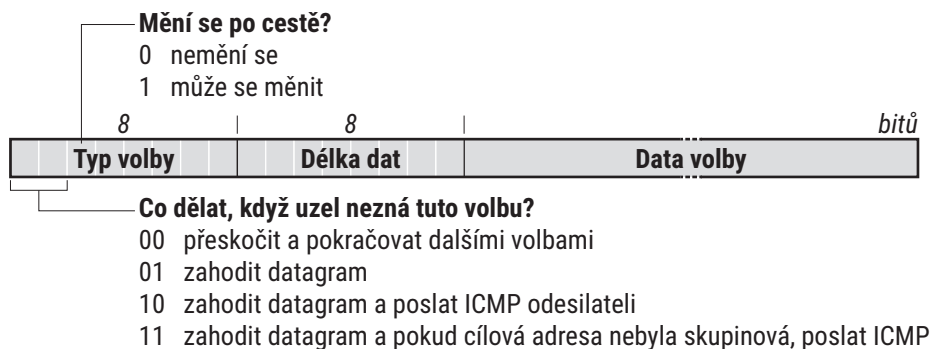 Mění se po cestě?
0 nemění se
1 může se měnit
8 8 bitů
Typ volby Délka dat Data volby
Co dělat, když uzel nezná tuto volbu?
00 přeskočit a pokračovat dalšími volbami
01 zahodit datagram
10 zahodit datagram a poslat ICMP odesilateli
11 zahodit datagram a pokud cílová adresa nebyla skupinová, poslat ICMP